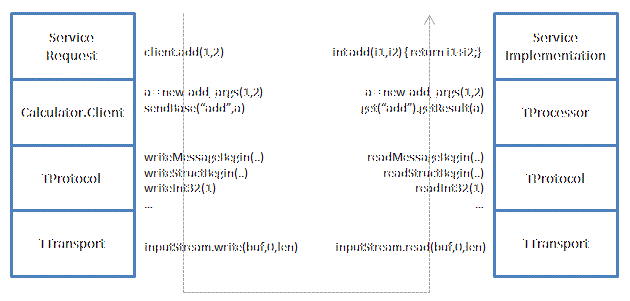 Service
Request
client.add(1,2)
int add(i1,i2) { return i1+i2;}
Service
Implementation
Calculator.Client
a = new add_args(1,2)
sendBase("add",a)
a = new add_args(1,2)
get("add").getResult(a)
TProcessor
TProtocol
writeMessageBegin(..)
writeStructBegin(..)
writeInt32(1)
...
readMessageBegin(..)
readStructBegin(..)
readInt32(1)
...
TProtocol
TTransport
inputStream.write(buf,0,len)
inputStream.read(buf,0,len)
TTransport